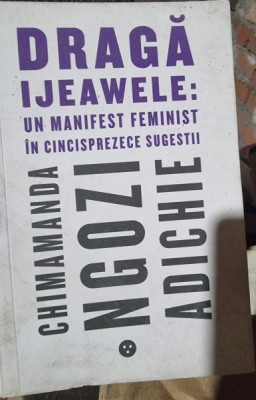 DRAGĂ
IJEAWELE:
UN MANIFEST FEMINIST
ÎN CINCISPREZECE SUGESTII
CHIMAMANDA
NGOZI
ADICHIE